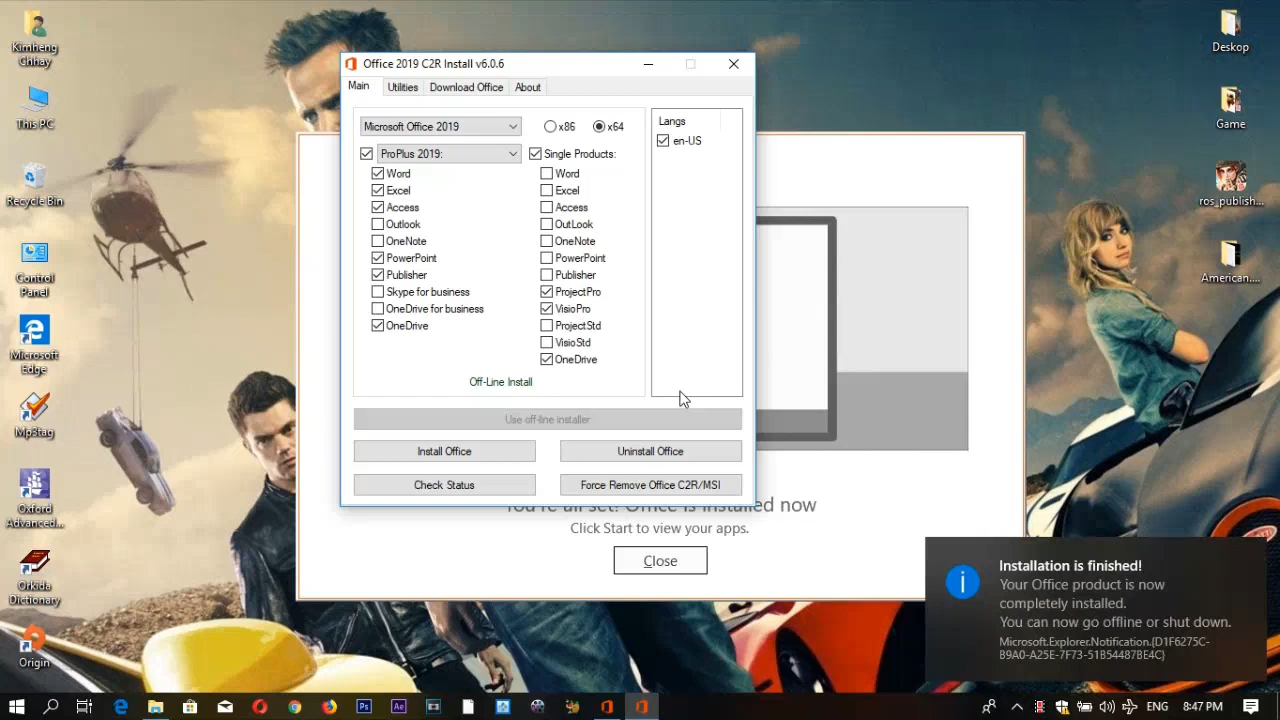 Kimheng
Chhay
This PC
Recycle Bin
Control
Panel
Microsoft
Edge
MpStag
Oxford
Advanced...
Orkida
Dictionary
Origin
Office 2019 C2R Install v6.0.6
Main
Utilities
Download Office
About
Microsoft Office 2019
x86
x64
ProPlus 2019:
Single Products:
Word
Excel
Access
Outlook
OneNote
PowerPoint
Publisher
Skype for business
OneDrive for business
OneDrive
Word
Excel
Access
OutLook
OneNote
PowerPoint
Publisher
ProjectPro
VisioPro
ProjectStd
VisioStd
OneDrive
Langs
en-US
Off-Line Install
Use off-line installer
Install Office
Uninstall Office
Check Status
Force Remove Office C2R/MSI
You're all set! Office is installed now
Click Start to view your apps.
Close
Deskop
Game
ros_publish...
American....
Installation is finished!
Your Office product is now
completely installed.
You can now go offline or shut down.
Microsoft.Explorer.Notification.{D1F6275C-
B9A0-A25E-7F73-51B54487BE4C}
Ps
Ae
ENG
8:47 PM